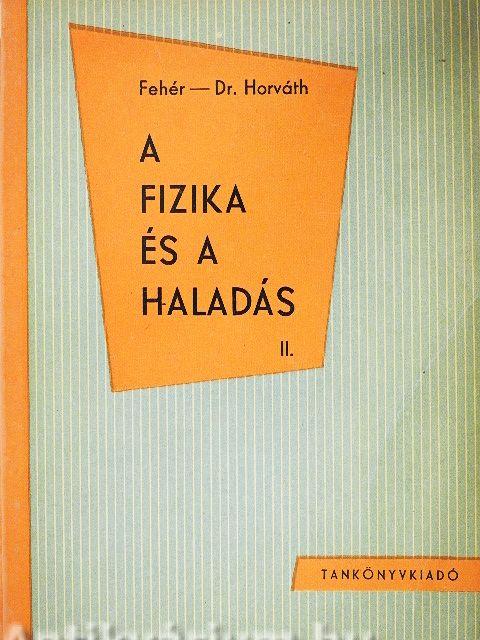 Fehér — Dr. Horváth
A
FIZIKA
ÉS A
HALADÁS
II.
TANKÖNYVKIADÓ